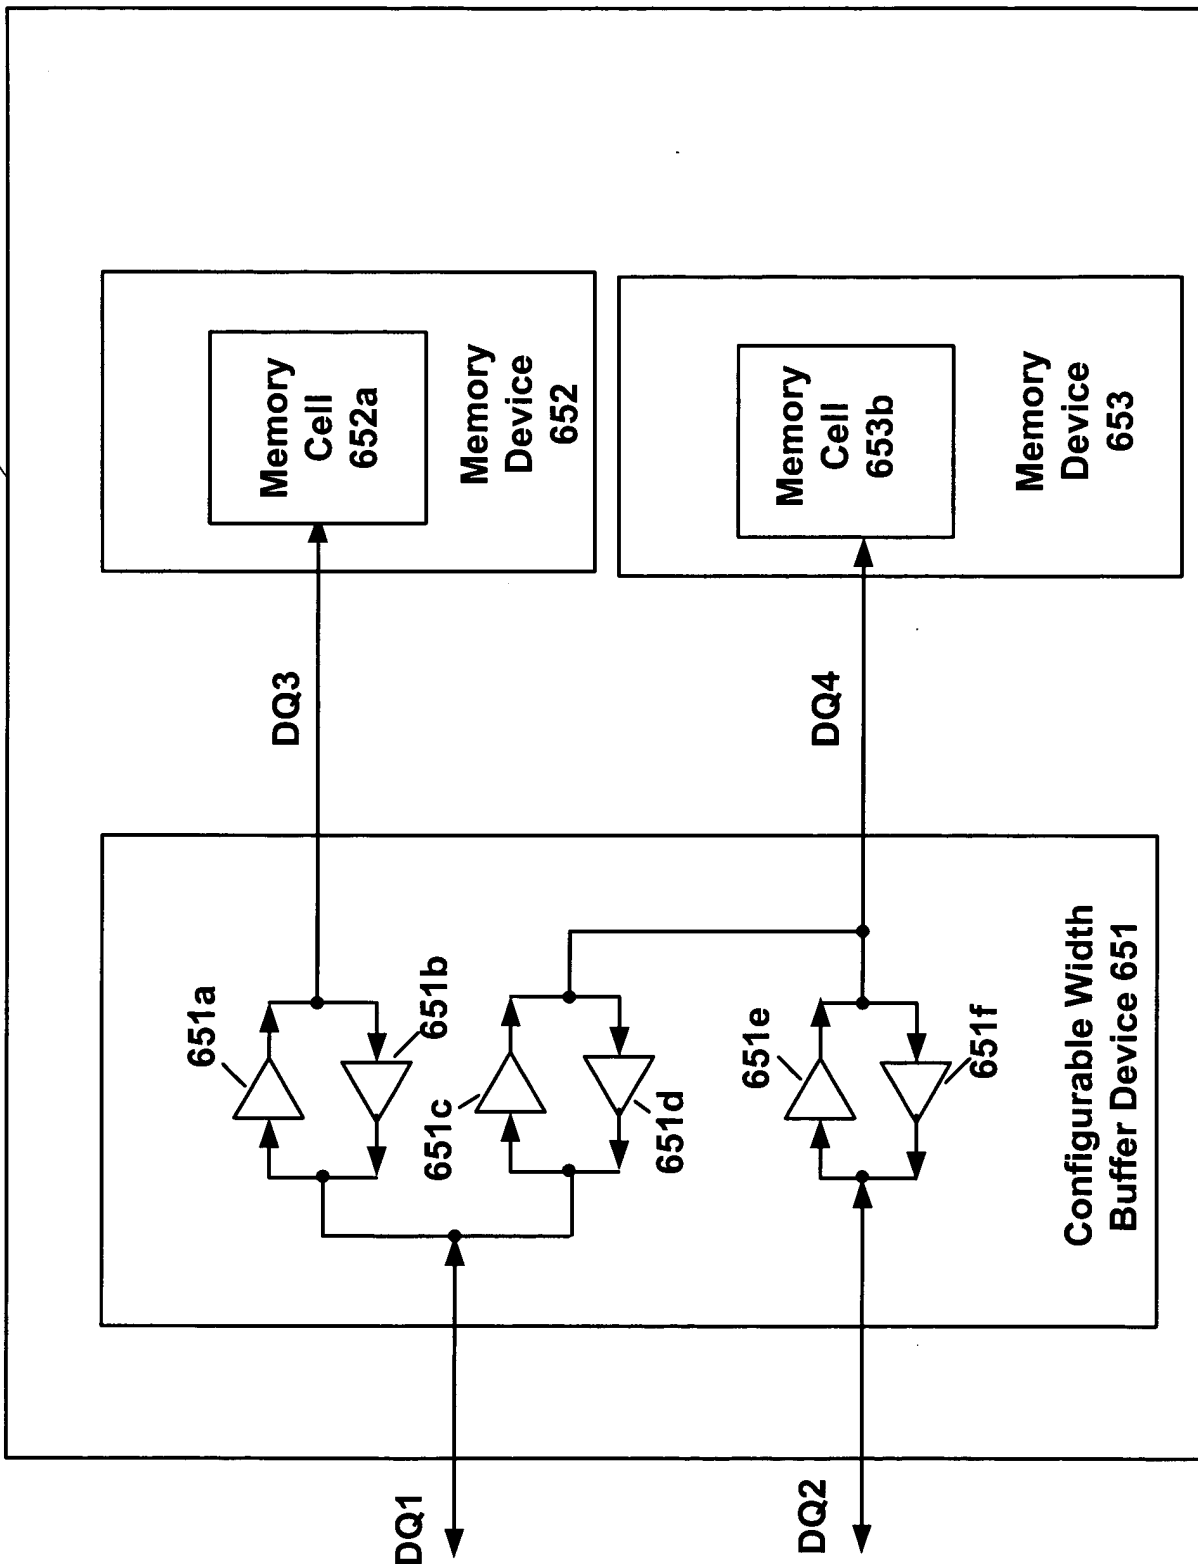 DQ1
DQ2
651a
651b
651c
651d
651e
651f
Configurable Width
Buffer Device 651
DQ3
DQ4
Memory
Cell
652a
Memory
Device
652
Memory
Cell
653b
Memory
Device
653